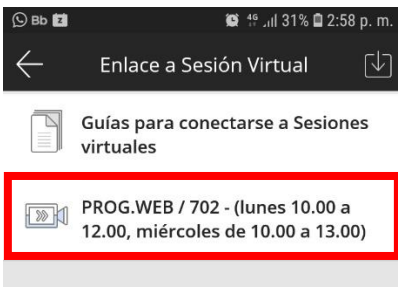 Bb z 4G 31% 2:58 p. m.
Enlace a Sesión Virtual
Guías para conectarse a Sesiones
virtuales
PROG.WEB / 702 - (lunes 10.00 a
12.00, miércoles de 10.00 a 13.00)